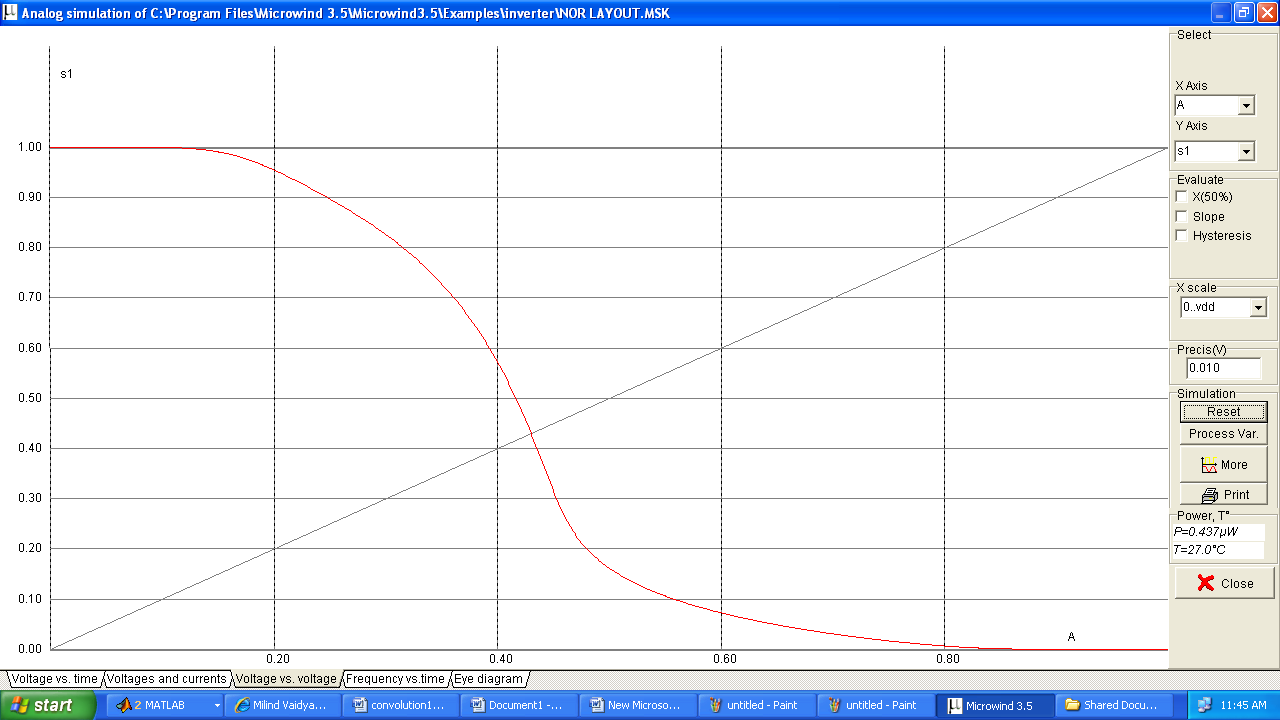 Analog simulation of C:\Program Files\Microwind 3.5\Microwind3.5\Examples\inverter\NOR LAYOUT.MSK
s1
1.00
0.90
0.80
0.70
0.60
0.50
0.40
0.30
0.20
0.10
0.00
0.20
0.40
0.60
0.80
A
Select
X Axis
A
Y Axis
s1
Evaluate
X(50%)
Slope
Hysteresis
X scale
0..vdd
Precis(V)
0.010
Simulation
Reset
Process Var.
More
Print
Power, T°
P=0.437µW
T=27.0°C
Close
Voltage vs. time Voltages and currents Voltage vs. voltage Frequency vs.time Eye diagram
start 2 MATLAB Milind Vaidya... convolution1... Document1 -... New Microso... untitled - Paint untitled - Paint µ Microwind 3.5 Shared Docu... 11:45 AM